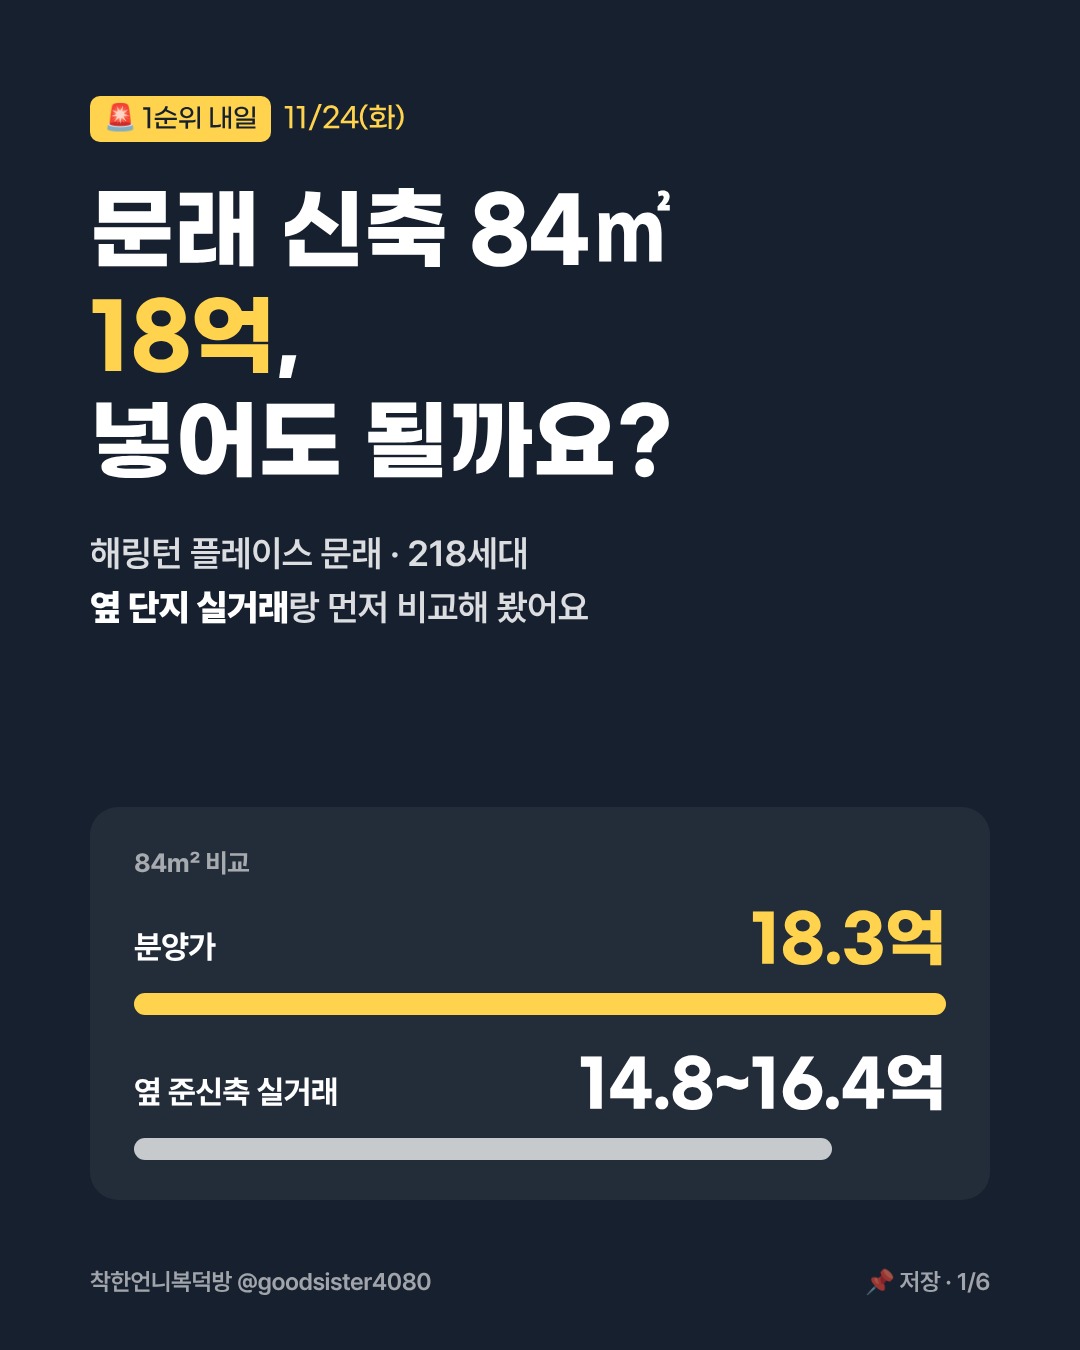 🚨 1순위 내일 11/24(화)
문래 신축 84㎡
18억,
넣어도 될까요?
해링턴 플레이스 문래 · 218세대
옆 단지 실거래랑 먼저 비교해 봤어요
84m² 비교
분양가 18.3억
옆 준신축 실거래 14.8~16.4억
착한언니복덕방 @goodsister4080
📌 저장 · 1/6